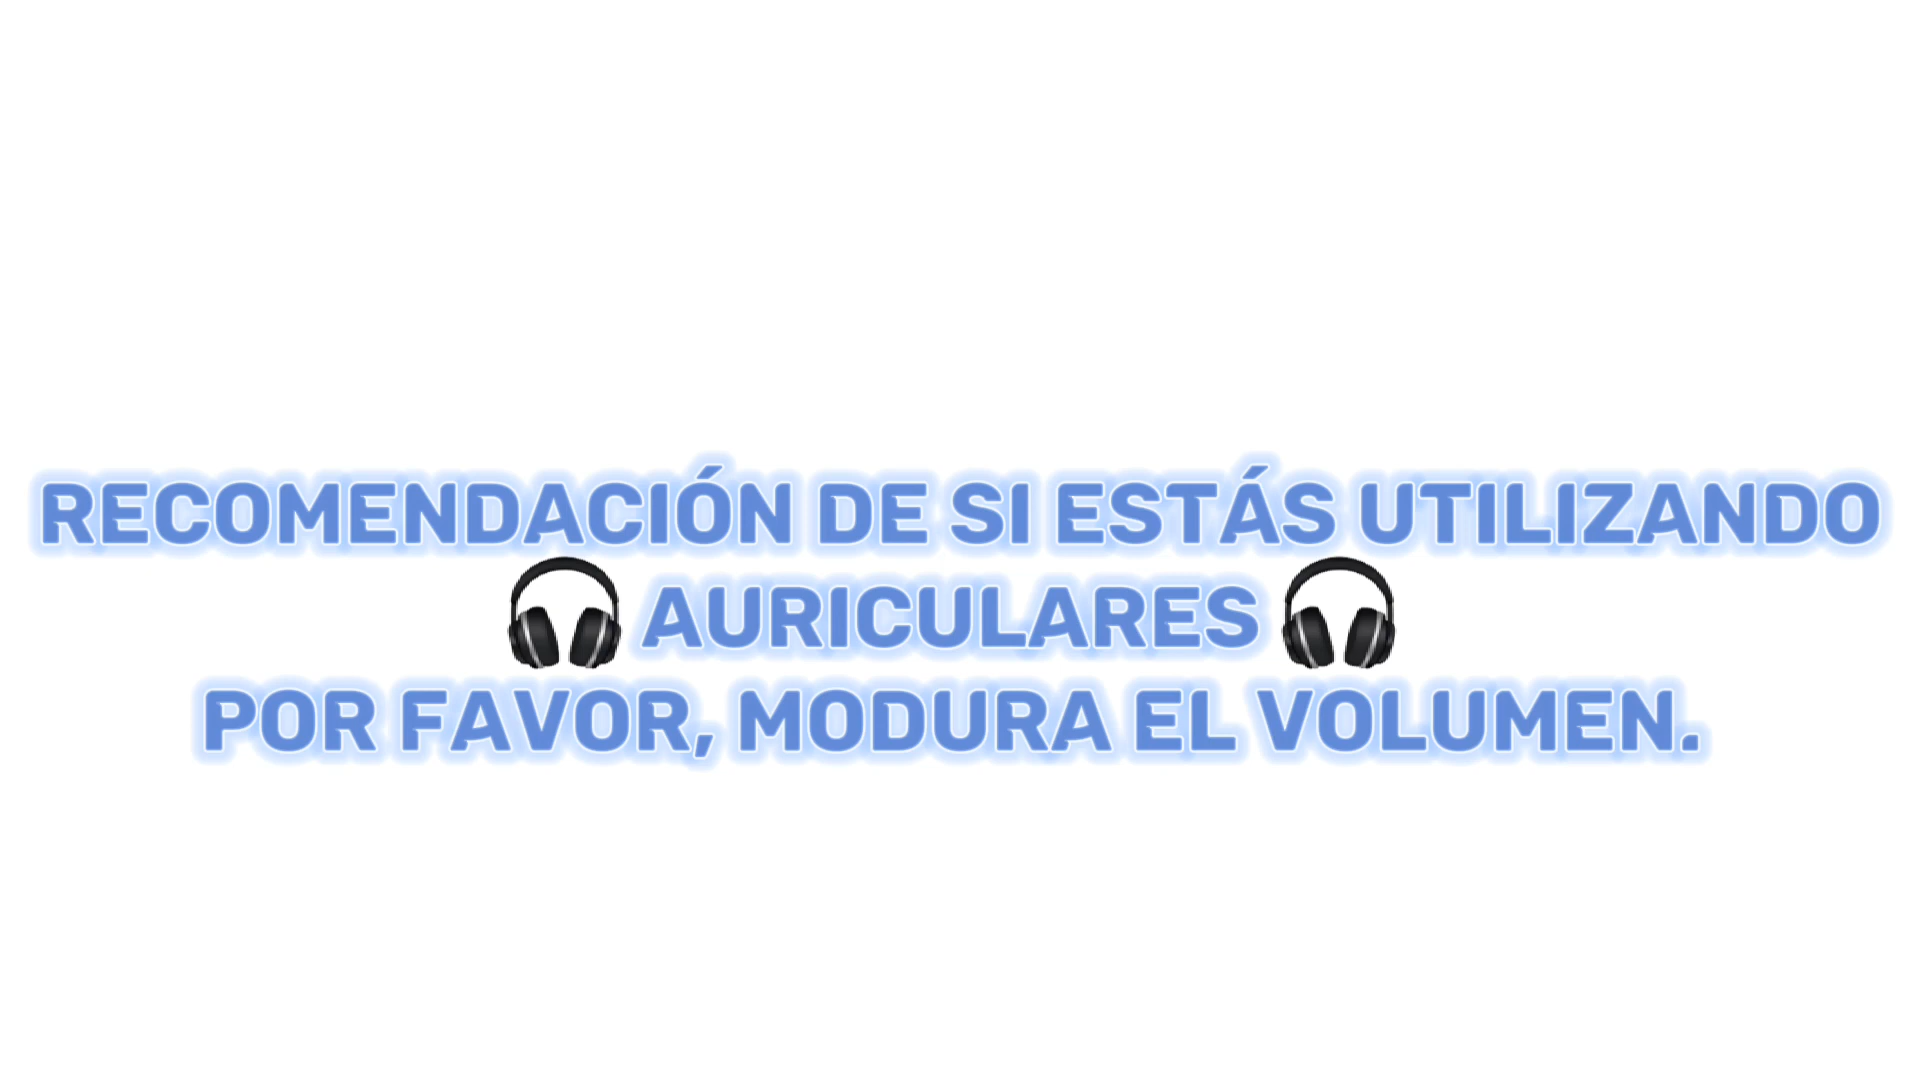 RECOMENDACIÓN DE SI ESTÁS UTILIZANDO
🎧 AURICULARES 🎧
POR FAVOR, MODURA EL VOLUMEN.